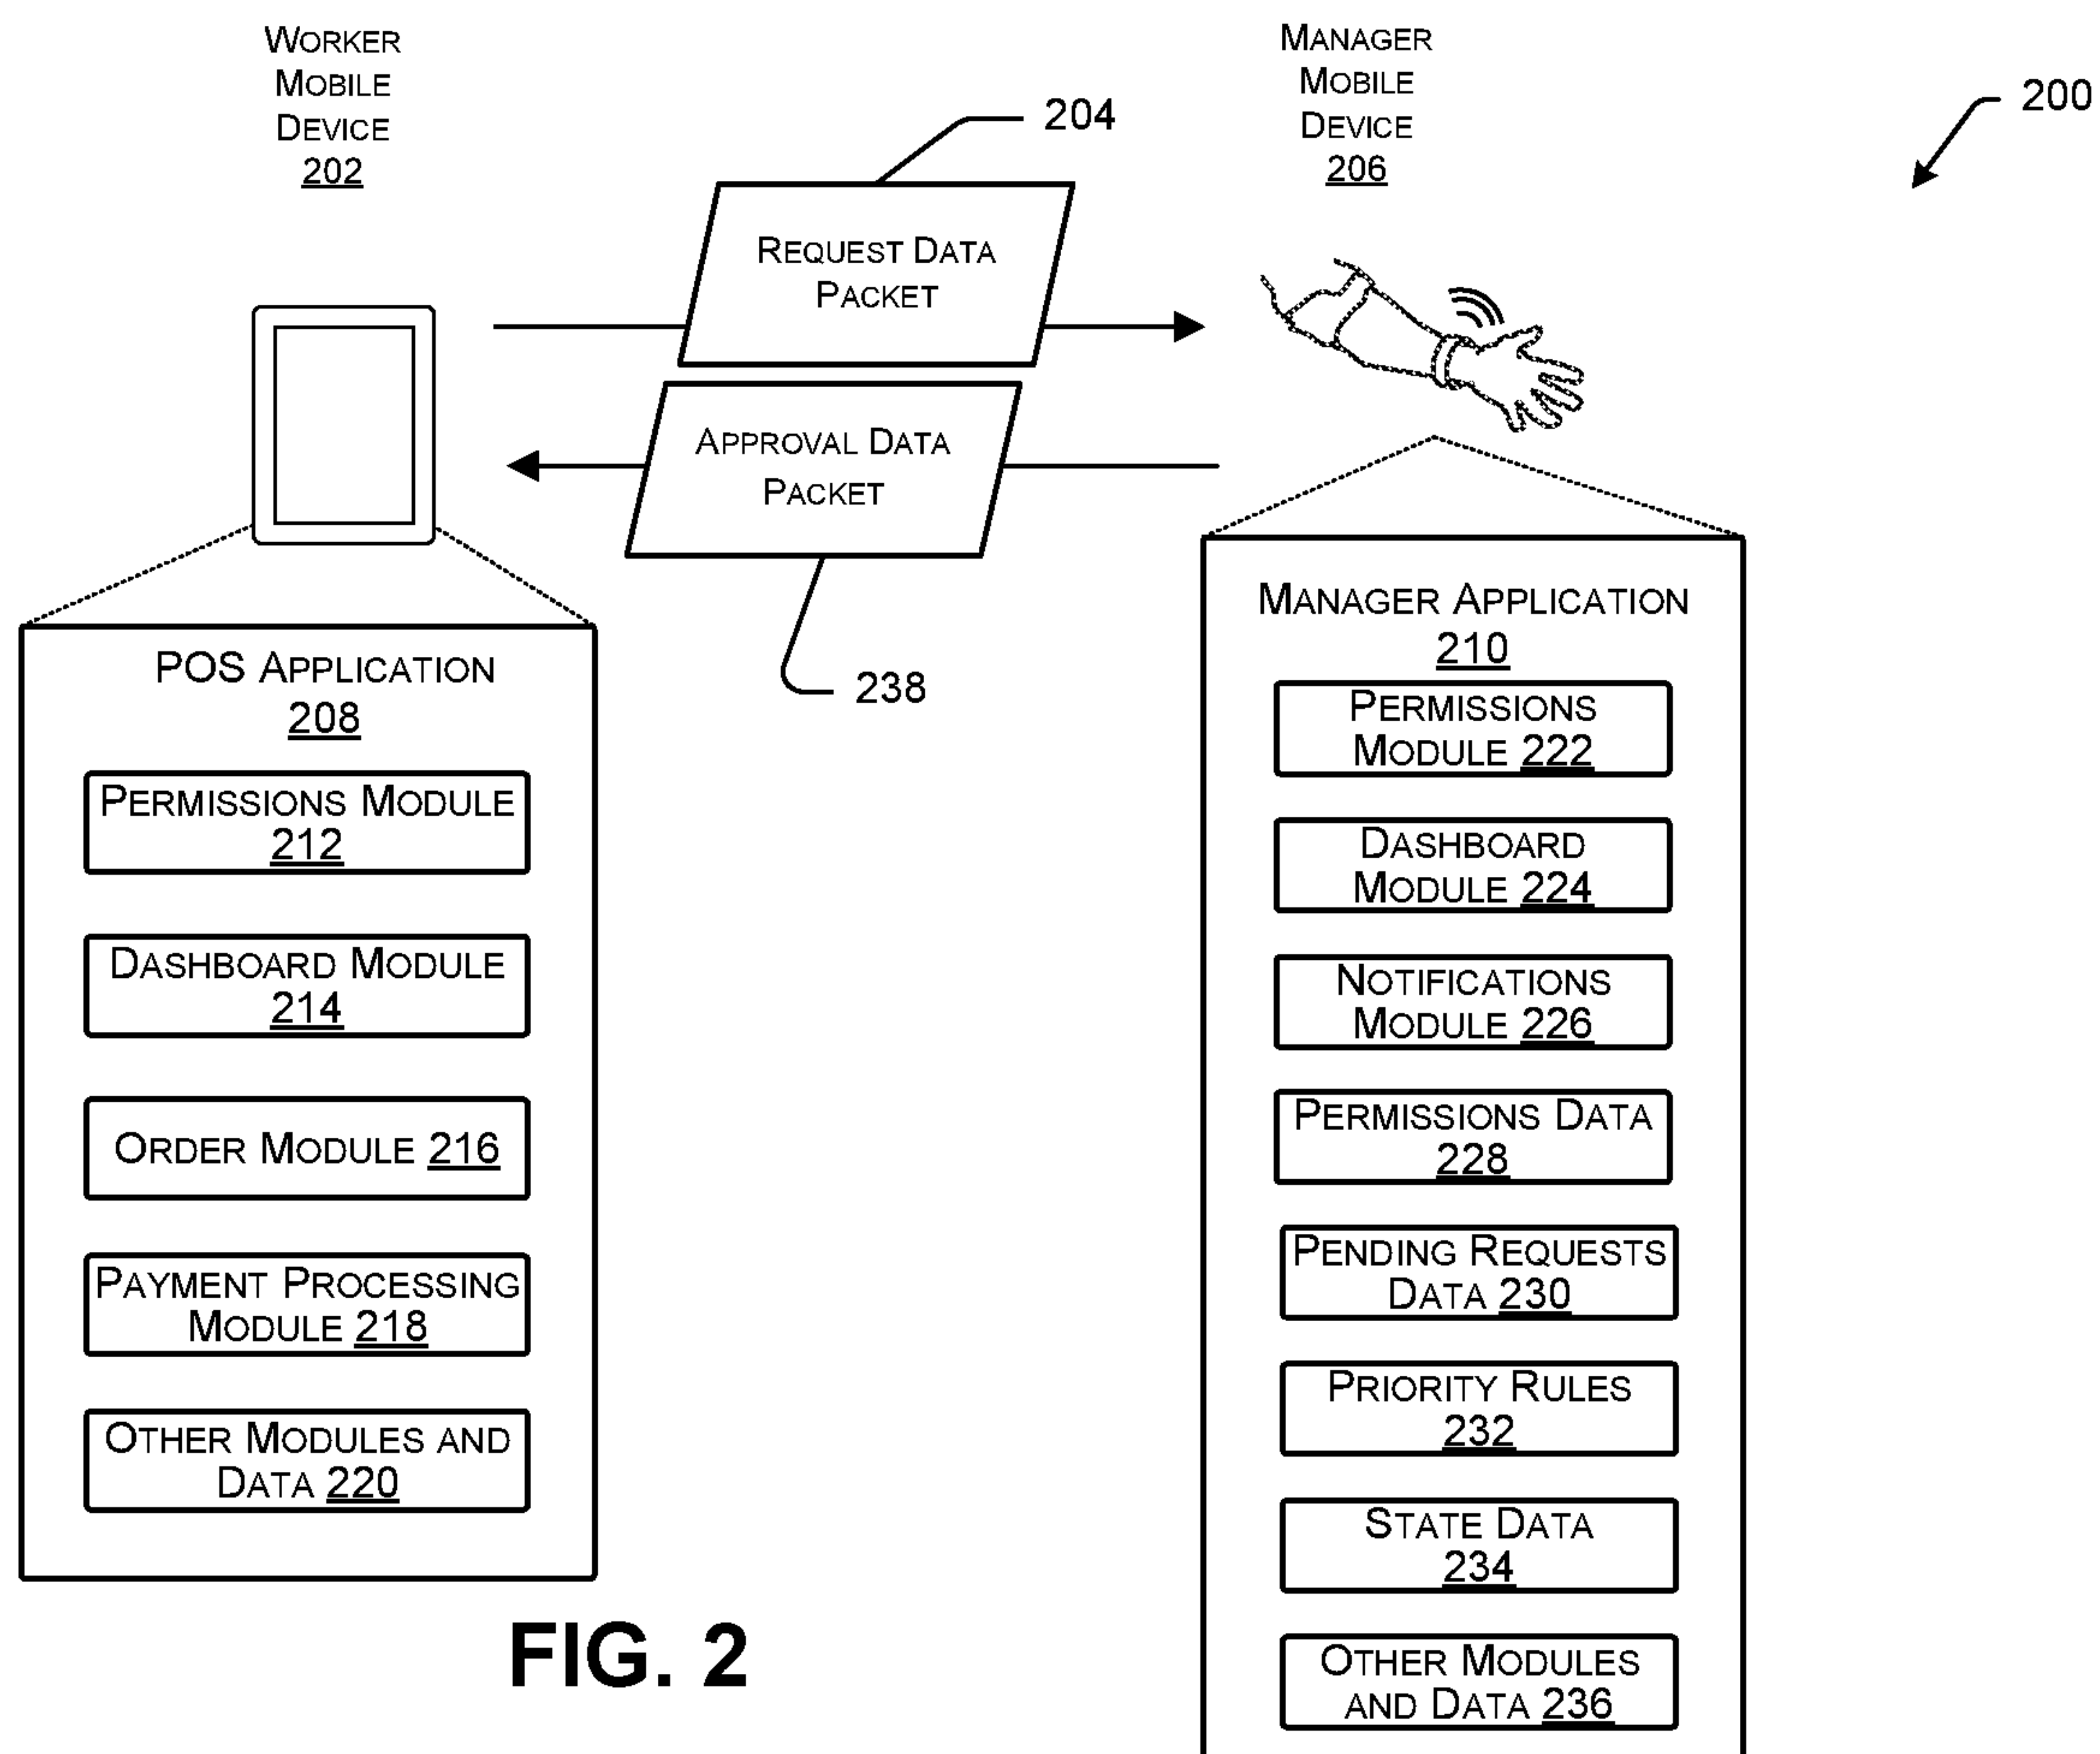 WORKER
MOBILE
DEVICE
202
204
MANAGER
MOBILE
DEVICE
206
200
REQUEST DATA
PACKET
APPROVAL DATA
PACKET
238
POS APPLICATION
208
PERMISSIONS MODULE
212
DASHBOARD MODULE
214
ORDER MODULE 216
PAYMENT PROCESSING
MODULE 218
OTHER MODULES AND
DATA 220
MANAGER APPLICATION
210
PERMISSIONS
MODULE 222
DASHBOARD
MODULE 224
NOTIFICATIONS
MODULE 226
PERMISSIONS DATA
228
PENDING REQUESTS
DATA 230
PRIORITY RULES
232
STATE DATA
234
OTHER MODULES
AND DATA 236
FIG. 2